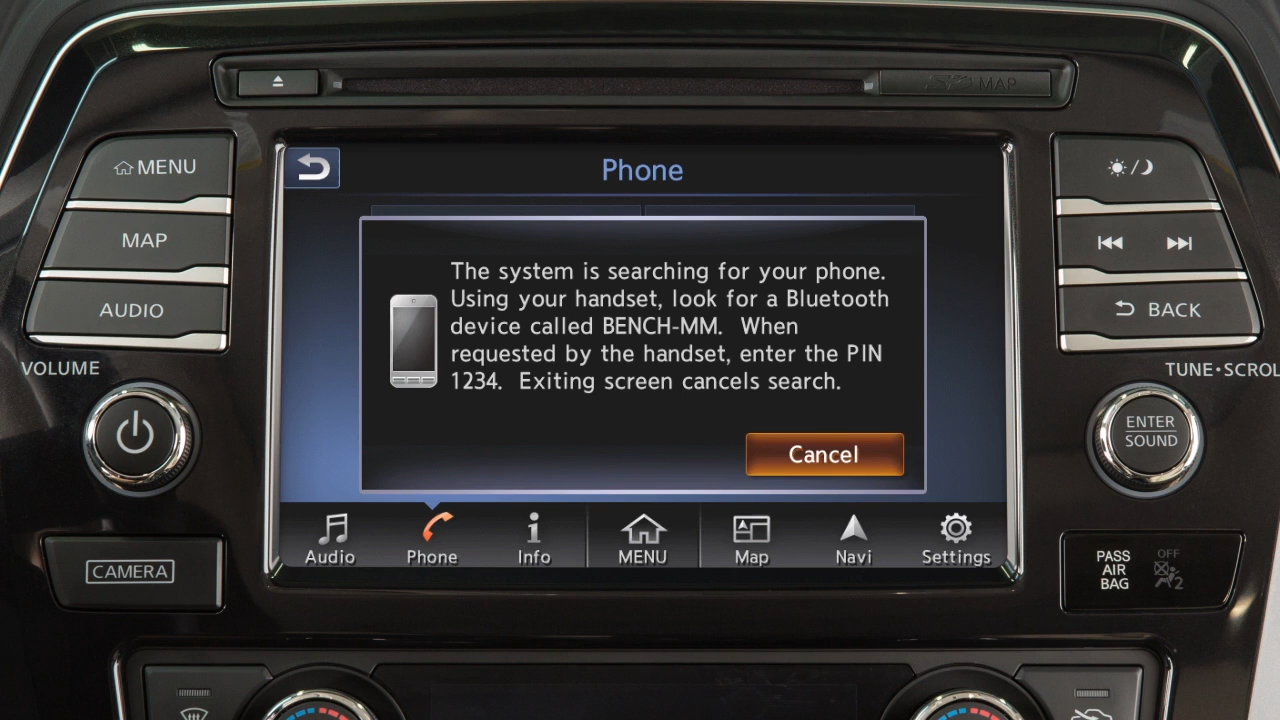 MAP
MENU
MAP
AUDIO
VOLUME
CAMERA
Phone
The system is searching for your phone.
Using your handset, look for a Bluetooth
device called BENCH-MM. When
requested by the handset, enter the PIN
1234. Exiting screen cancels search.
Cancel
Audio
Phone
Info
MENU
Map
Navi
Settings
BACK
TUNE•SCROL
ENTER
SOUND
PASS
AIR
BAG
OFF
2